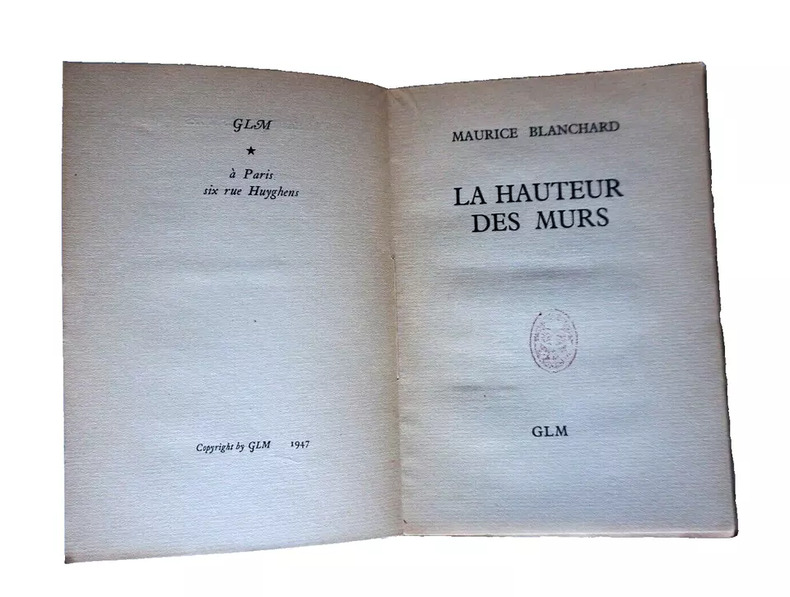 GLM
★
à Paris
six rue Huyghens
Copyright by GLM 1947
MAURICE BLANCHARD
LA HAUTEUR
DES MURS
GLM